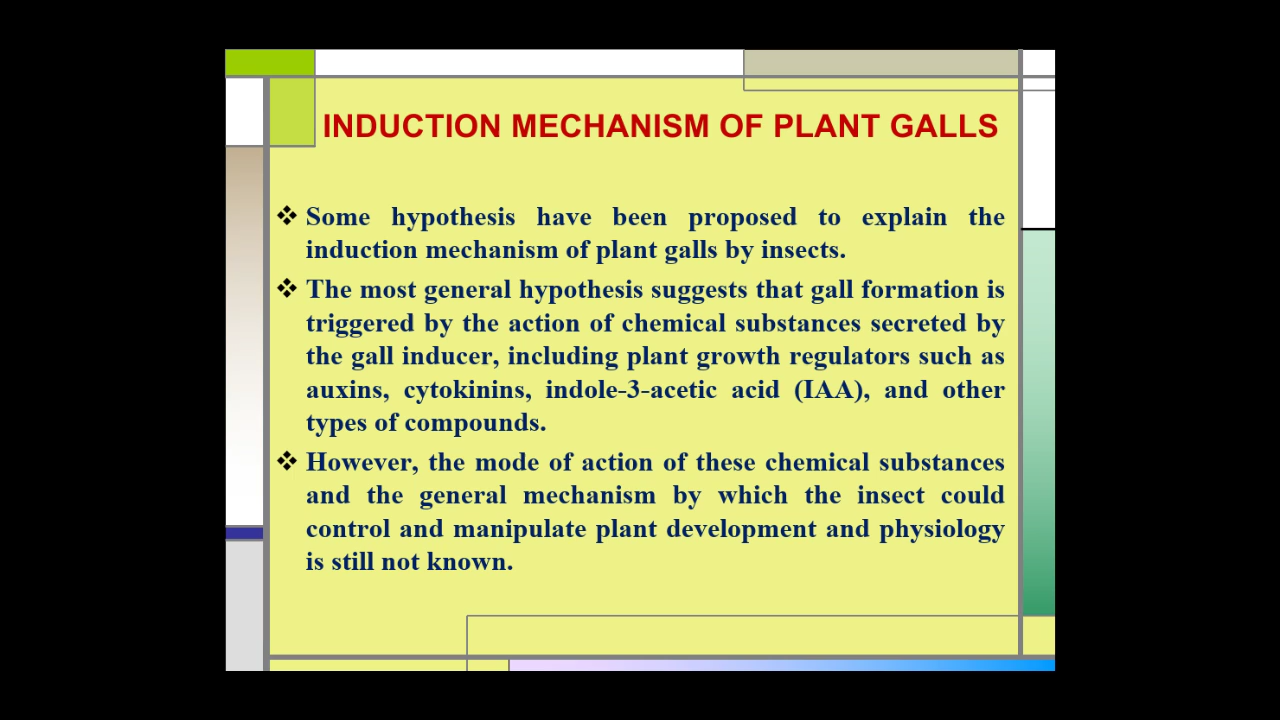 INDUCTION MECHANISM OF PLANT GALLS
❖ Some hypothesis have been proposed to explain the
induction mechanism of plant galls by insects.
❖ The most general hypothesis suggests that gall formation is
triggered by the action of chemical substances secreted by
the gall inducer, including plant growth regulators such as
auxins, cytokinins, indole-3-acetic acid (IAA), and other
types of compounds.
❖ However, the mode of action of these chemical substances
and the general mechanism by which the insect could
control and manipulate plant development and physiology
is still not known.